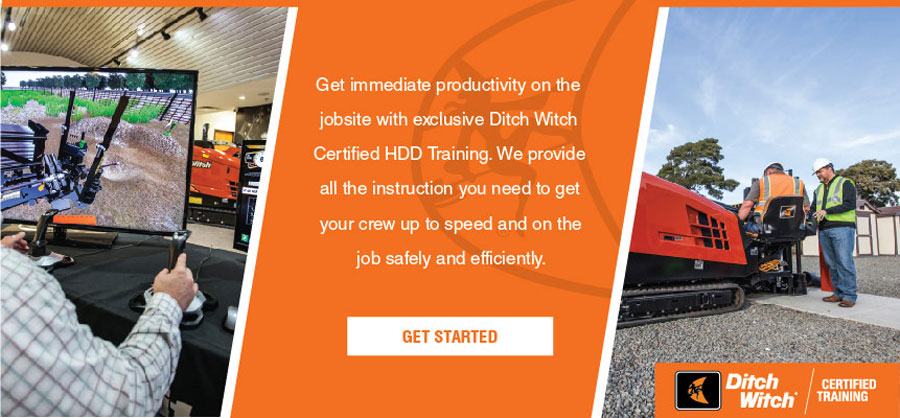 Get immediate productivity on the
jobsite with exclusive Ditch Witch
Certified HDD Training. We provide
all the instruction you need to get
your crew up to speed and on the
job safely and efficiently.
GET STARTED
Witch
Ditch
Witch®
CERTIFIED
TRAINING